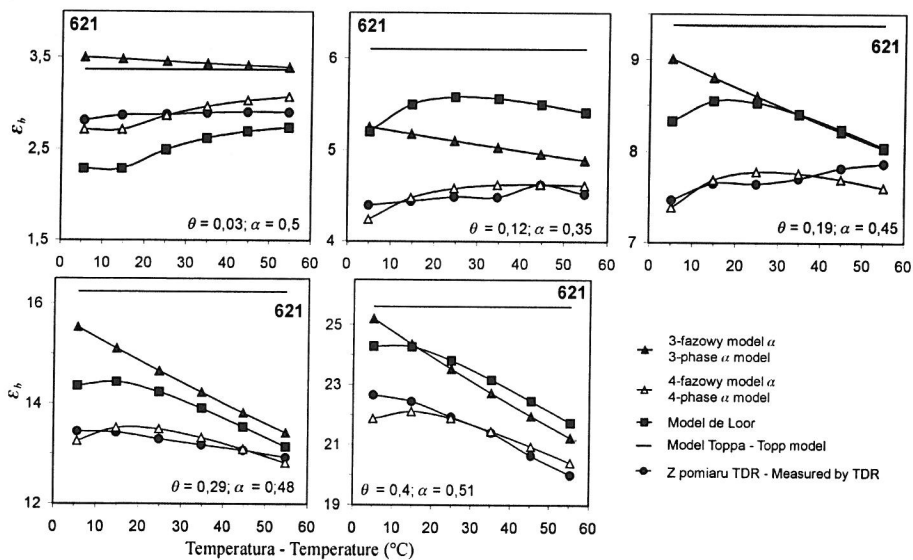 621
3,5
2,5
1,5
εb
θ = 0,03; α = 0,5
0 10 20 30 40 50 60
621
6
5
4
θ = 0,12; α = 0,35
0 10 20 30 40 50 60
621
9
8
7
θ = 0,19; α = 0,45
0 10 20 30 40 50 60
621
16
14
12
εb
θ = 0,29; α = 0,48
0 10 20 30 40 50 60
621
25
23
21
19
θ = 0,4; α = 0,51
0 10 20 30 40 50 60
Temperatura - Temperature (°C)
3-fazowy model α
3-phase α model
4-fazowy model α
4-phase α model
Model de Loor
Model Toppa - Topp model
Z pomiaru TDR - Measured by TDR